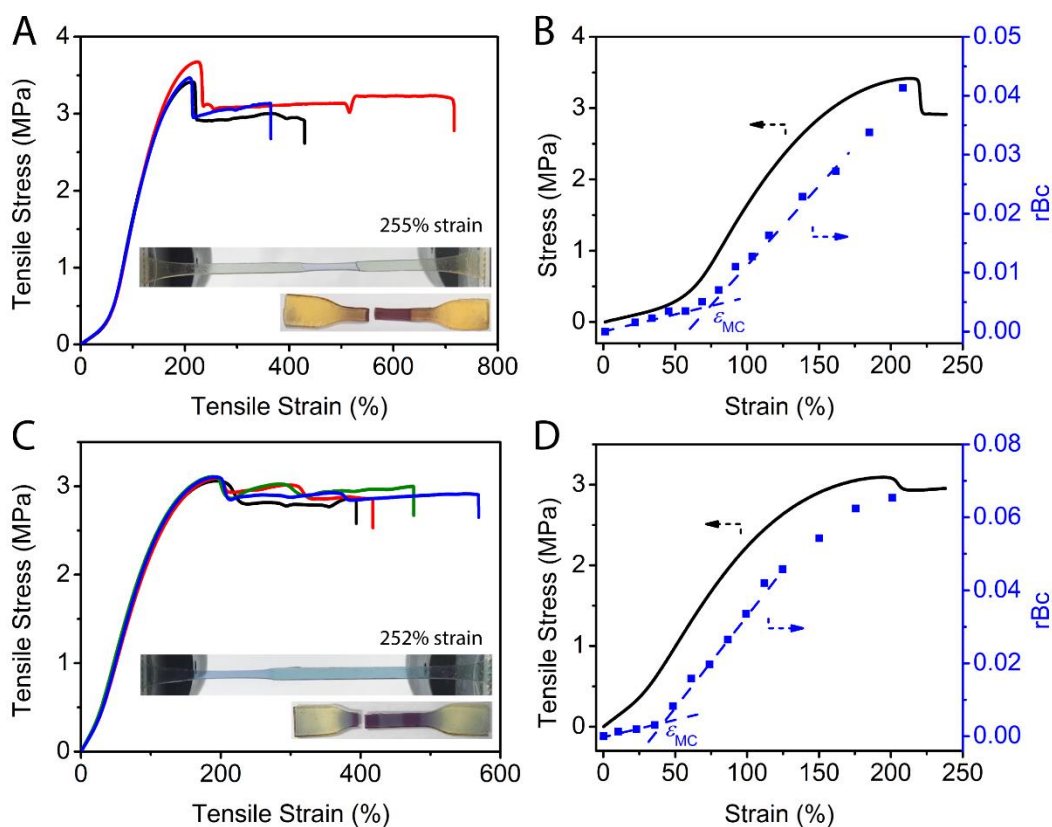 A
Tensile Stress (MPa)
4
3
2
1
0
0 200 400 600 800
Tensile Strain (%)
255% strain
B
Stress (MPa)
4
3
2
1
0
0 50 100 150 200 250
Strain (%)
0.05
0.04
0.03
0.02
0.01
0.00
rBc
εMC
C
Tensile Stress (MPa)
3
2
1
0
0 200 400 600
Tensile Strain (%)
252% strain
D
Tensile Stress (MPa)
3
2
1
0
0 50 100 150 200 250
Strain (%)
0.08
0.06
0.04
0.02
0.00
rBc
εMC